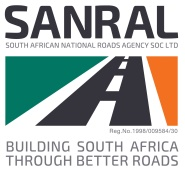 SANRAL
SOUTH AFRICAN NATIONAL ROADS AGENCY SOC LTD
Reg.No.1998/009584/30
BUILDING SOUTH AFRICA
THROUGH BETTER ROADS